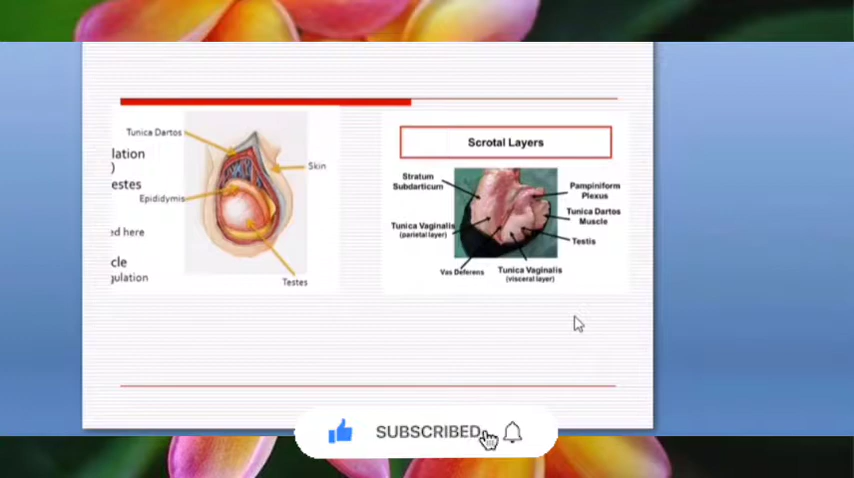 Tunica Dartos
lation
)
estes
Skin
Epididymis
ed here
cle
gulation
Testes
Scrotal Layers
Stratum
Subdarticum
Pampiniform
Plexus
Tunica Vaginalis
(parietal layer)
Tunica Dartos
Muscle
Testis
Vas Deferens
Tunica Vaginalis
(visceral layer)
SUBSCRIBED